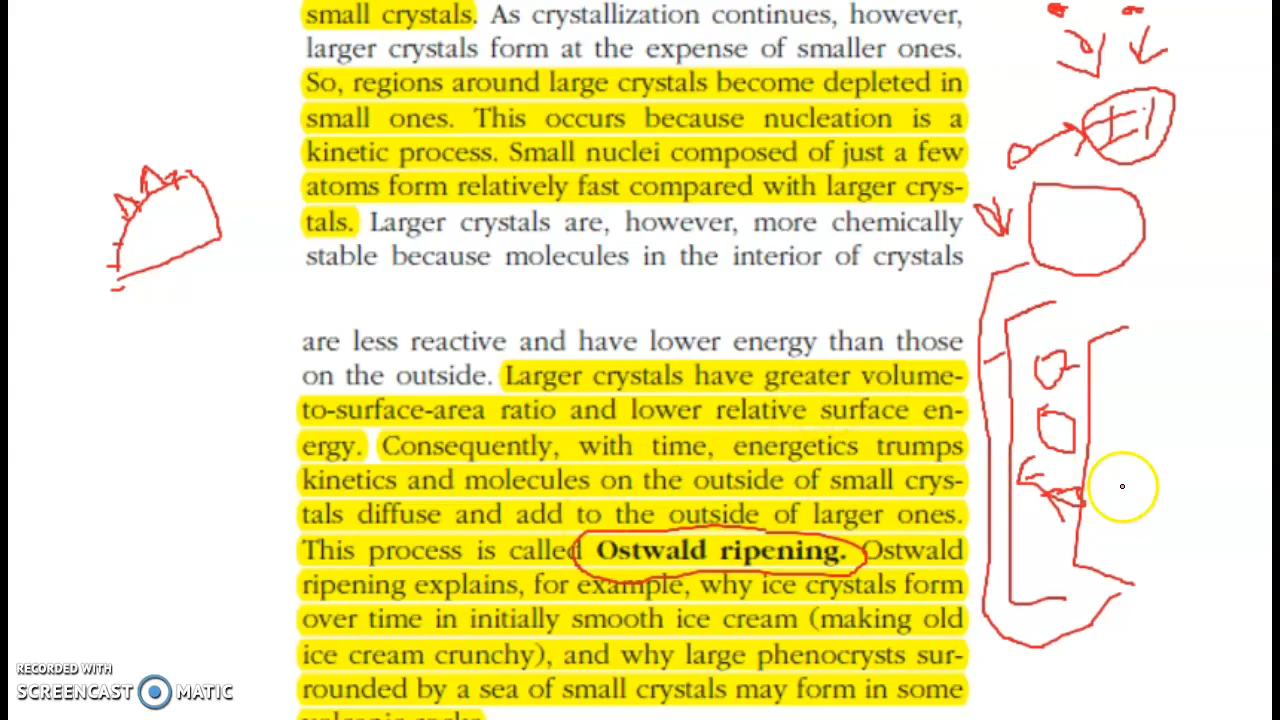 small crystals. As crystallization continues, however,
larger crystals form at the expense of smaller ones.
So, regions around large crystals become depleted in
small ones. This occurs because nucleation is a
kinetic process. Small nuclei composed of just a few
atoms form relatively fast compared with larger crys-
tals. Larger crystals are, however, more chemically
stable because molecules in the interior of crystals
are less reactive and have lower energy than those
on the outside. Larger crystals have greater volume-
to-surface-area ratio and lower relative surface en-
ergy. Consequently, with time, energetics trumps
kinetics and molecules on the outside of small crys-
tals diffuse and add to the outside of larger ones.
This process is called Ostwald ripening. Ostwald
ripening explains, for example, why ice crystals form
over time in initially smooth ice cream (making old
ice cream crunchy), and why large phenocrysts sur-
rounded by a sea of small crystals may form in some
volcanic rocks.
RECORDED WITH
SCREENCAST MATIC